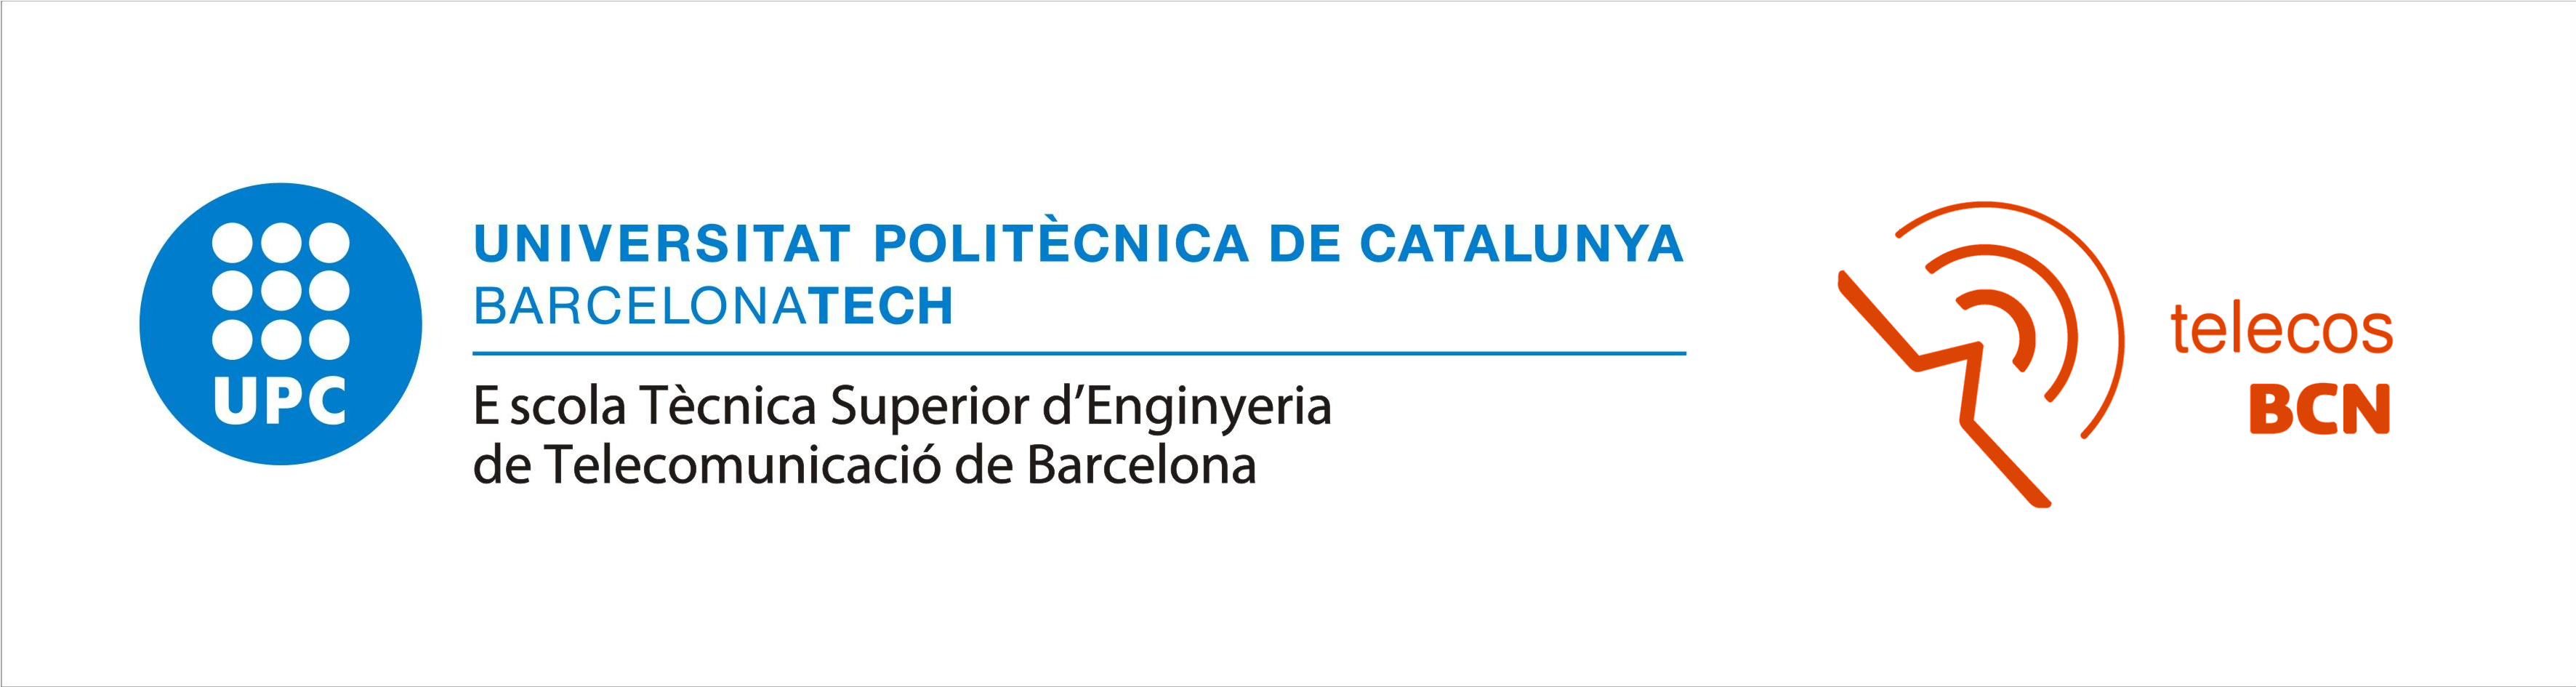 UPC
UNIVERSITAT POLITÈCNICA DE CATALUNYA
BARCELONATECH
Escola Tècnica Superior d'Enginyeria
de Telecomunicació de Barcelona
telecos
BCN